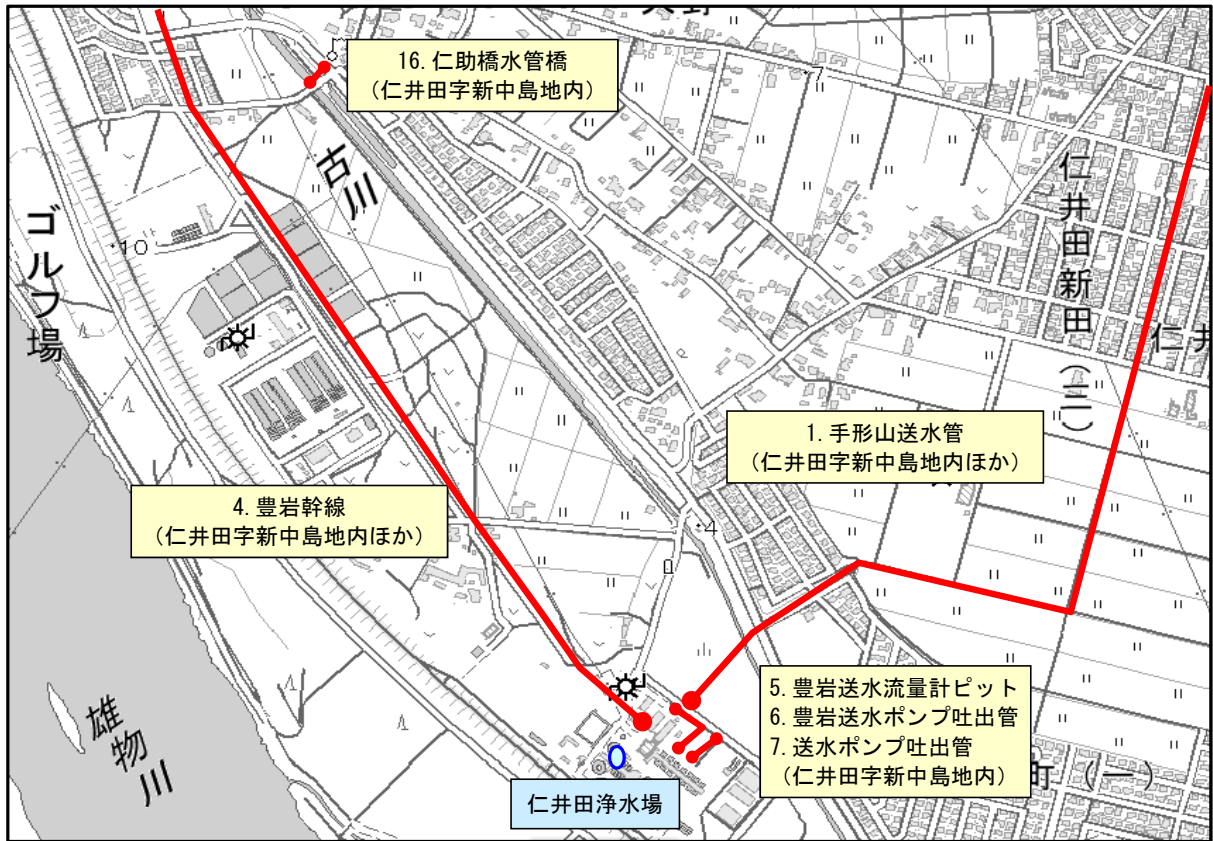 16. 仁助橋水管橋
（仁井田字新中島地内）
7
古川
ゴルフ場
10
仁井田新田（三）
仁井
1. 手形山送水管
（仁井田字新中島地内ほか）
4. 豊岩幹線
（仁井田字新中島地内ほか）
4
5. 豊岩送水流量計ピット
6. 豊岩送水ポンプ吐出管
7. 送水ポンプ吐出管
（仁井田字新中島地内）
町（一）
雄物川
仁井田浄水場